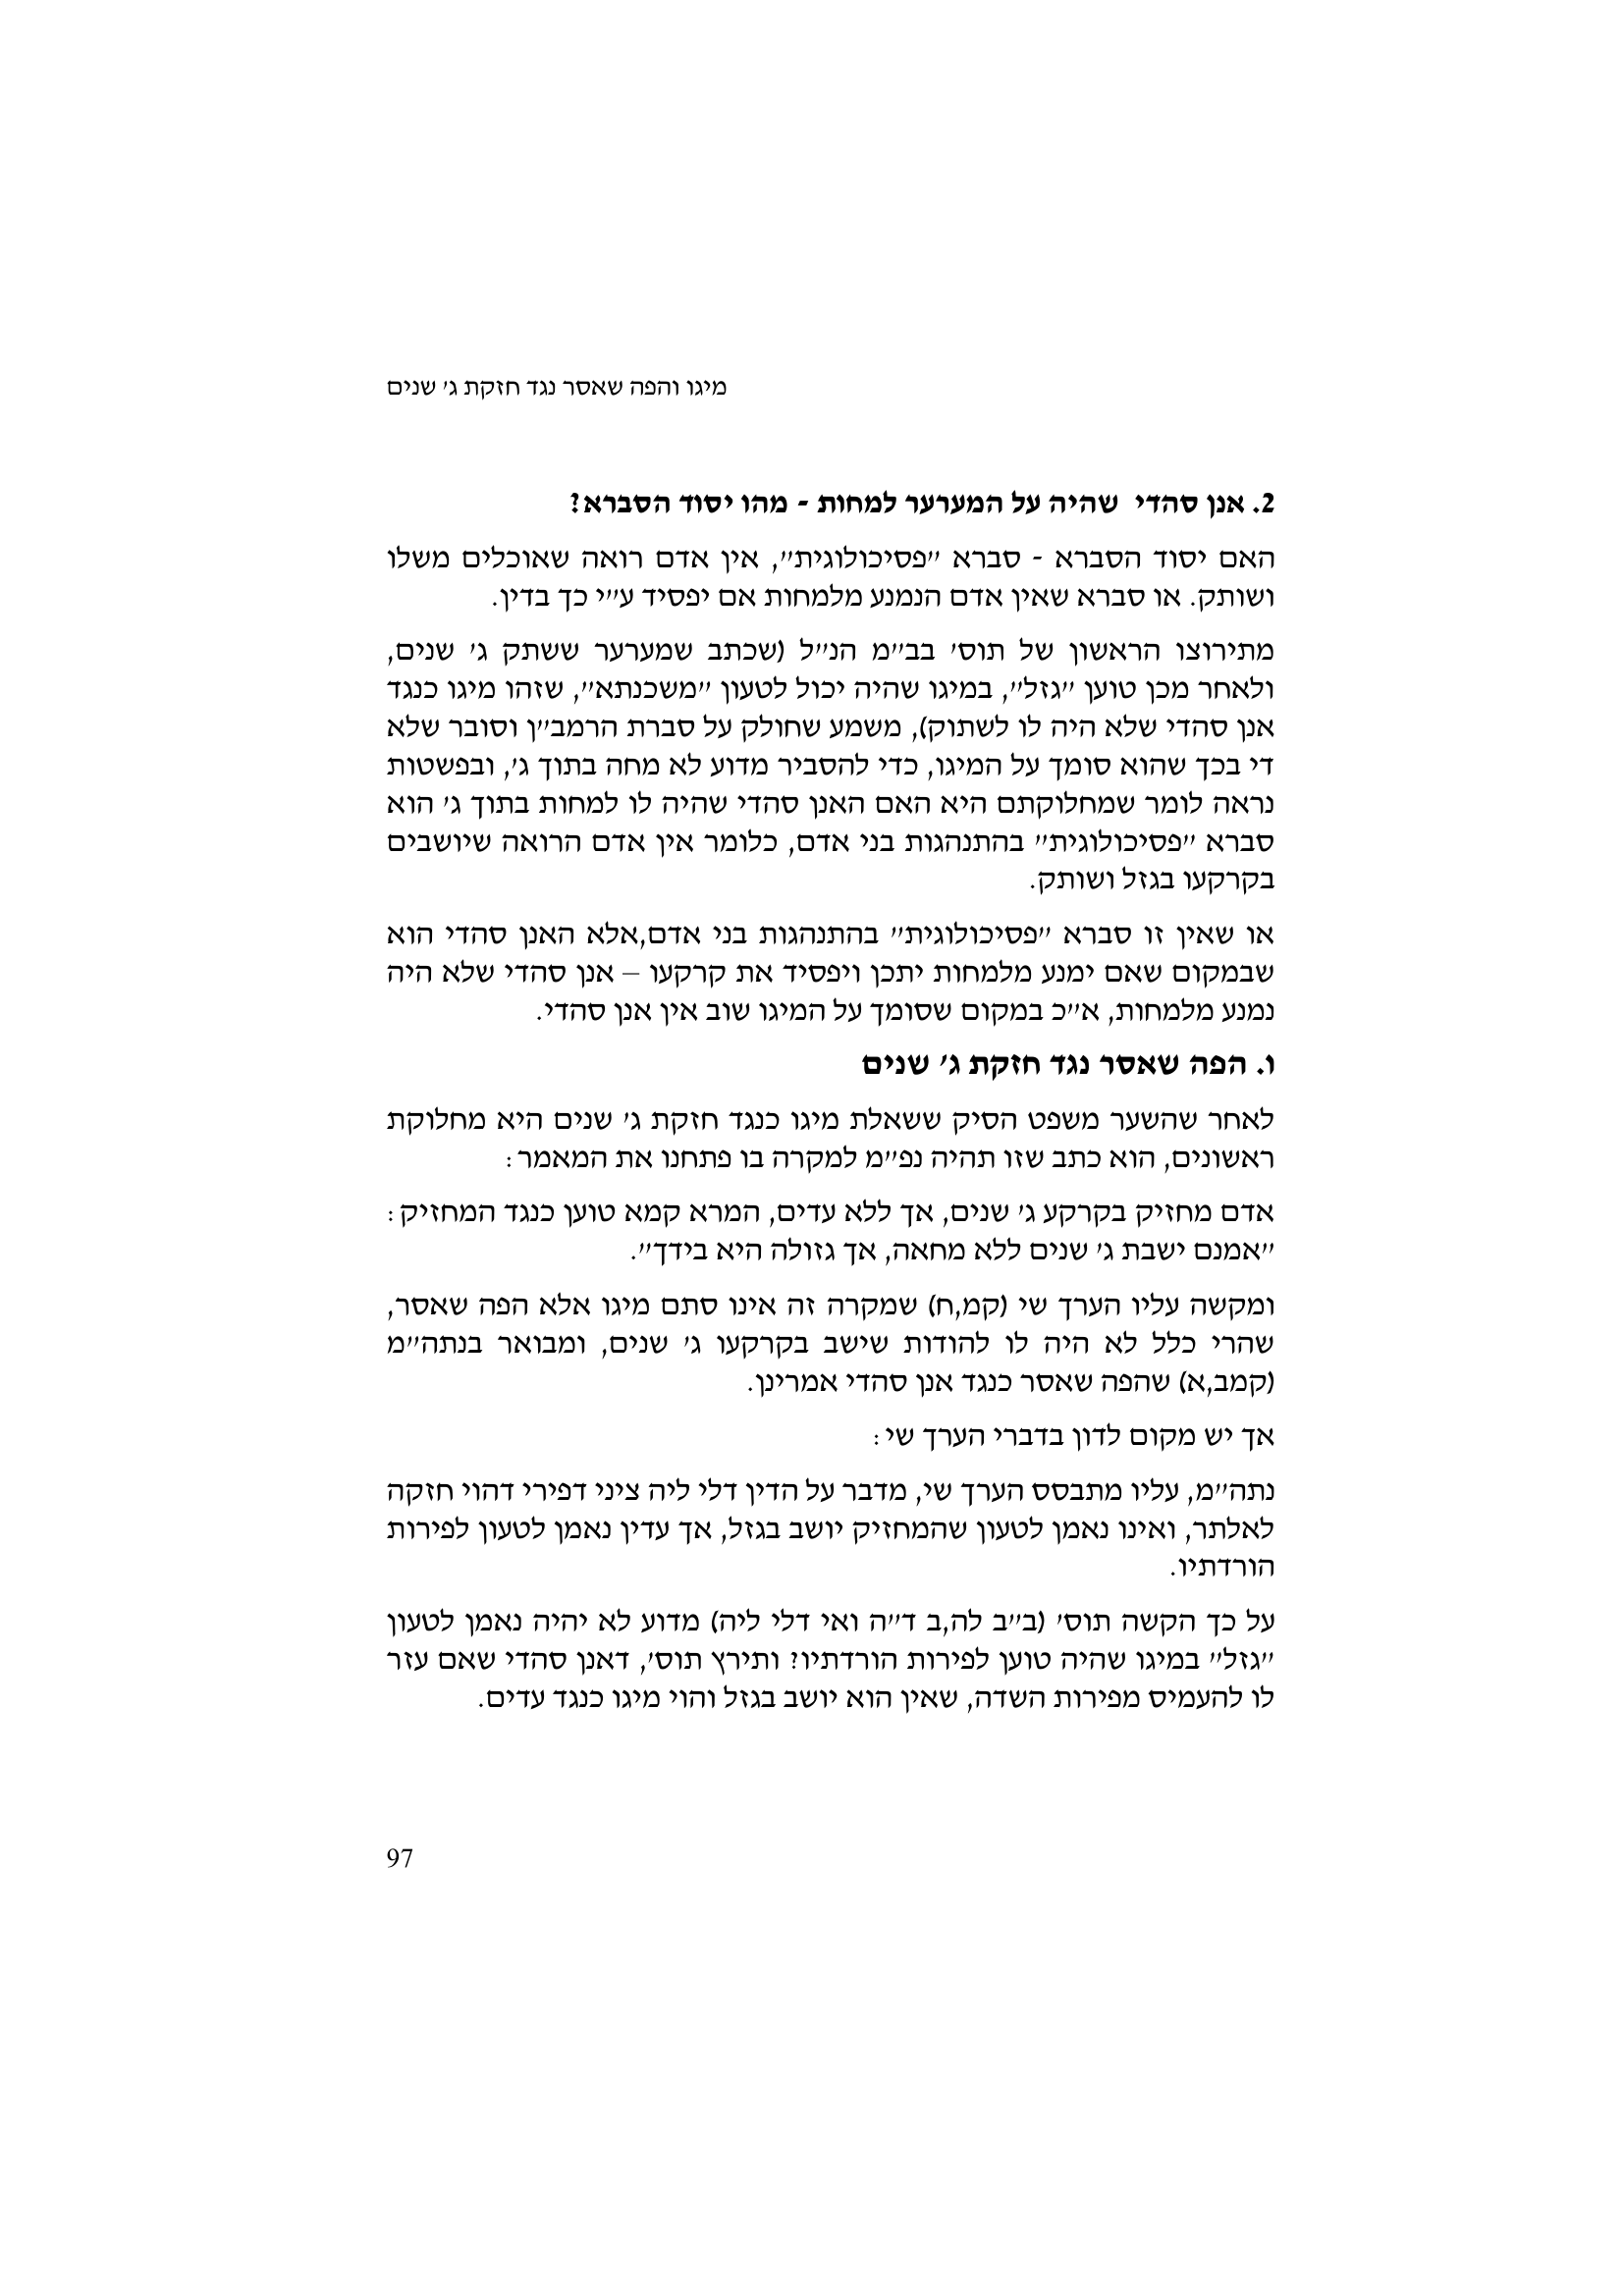 מיגו והפה שאסר נגד חזקת ג' שנים
2. אנן סהדי שהיה על המערער למחות - מהו יסוד הסברא?
האם יסוד הסברא - סברא "פסיכולוגית", אין אדם רואה שאוכלים משלו
ושותק. או סברא שאין אדם הנמנע מלמחות אם יפסיד ע"י כך בדין.
מתירוצו הראשון של תוס' בב"מ הנ"ל (שכתב שמערער ששתק ג' שנים,
ולאחר מכן טוען "גזל", במיגו שהיה יכול לטעון "משכנתא", שזהו מיגו כנגד
אנן סהדי שלא היה לו לשתוק), משמע שחולק על סברת הרמב"ן וסובר שלא
די בכך שהוא סומך על המיגו, כדי להסביר מדוע לא מחה בתוך ג', ובפשטות
נראה לומר שמחלוקתם היא האם האנן סהדי שהיה לו למחות בתוך ג' הוא
סברא "פסיכולוגית" בהתנהגות בני אדם, כלומר אין אדם הרואה שיושבים
בקרקעו בגזל ושותק.
או שאין זו סברא "פסיכולוגית" בהתנהגות בני אדם,אלא האנן סהדי הוא
שבמקום שאם ימנע מלמחות יתכן ויפסיד את קרקעו – אנן סהדי שלא היה
נמנע מלמחות, א"כ במקום שסומך על המיגו שוב אין אנן סהדי.
ו. הפה שאסר נגד חזקת ג' שנים
לאחר שהשער משפט הסיק ששאלת מיגו כנגד חזקת ג' שנים היא מחלוקת
ראשונים, הוא כתב שזו תהיה נפ"מ למקרה בו פתחנו את המאמר:
אדם מחזיק בקרקע ג' שנים, אך ללא עדים, המרא קמא טוען כנגד המחזיק:
"אמנם ישבת ג' שנים ללא מחאה, אך גזולה היא בידך".
ומקשה עליו הערך שי (קמ,ח) שמקרה זה אינו סתם מיגו אלא הפה שאסר,
שהרי כלל לא היה לו להודות שישב בקרקעו ג' שנים, ומבואר בנתה"מ
(קמב,א) שהפה שאסר כנגד אנן סהדי אמרינן.
אך יש מקום לדון בדברי הערך שי:
נתה"מ, עליו מתבסס הערך שי, מדבר על הדין דלי ליה ציני דפירי דהוי חזקה
לאלתר, ואינו נאמן לטעון שהמחזיק יושב בגזל, אך עדין נאמן לטעון לפירות
הורדתיו.
על כך הקשה תוס' (ב"ב לה,ב ד"ה ואי דלי ליה) מדוע לא יהיה נאמן לטעון
"גזל" במיגו שהיה טוען לפירות הורדתיו? ותירץ תוס', דאנן סהדי שאם עזר
לו להעמיס מפירות השדה, שאין הוא יושב בגזל והוי מיגו כנגד עדים.
97